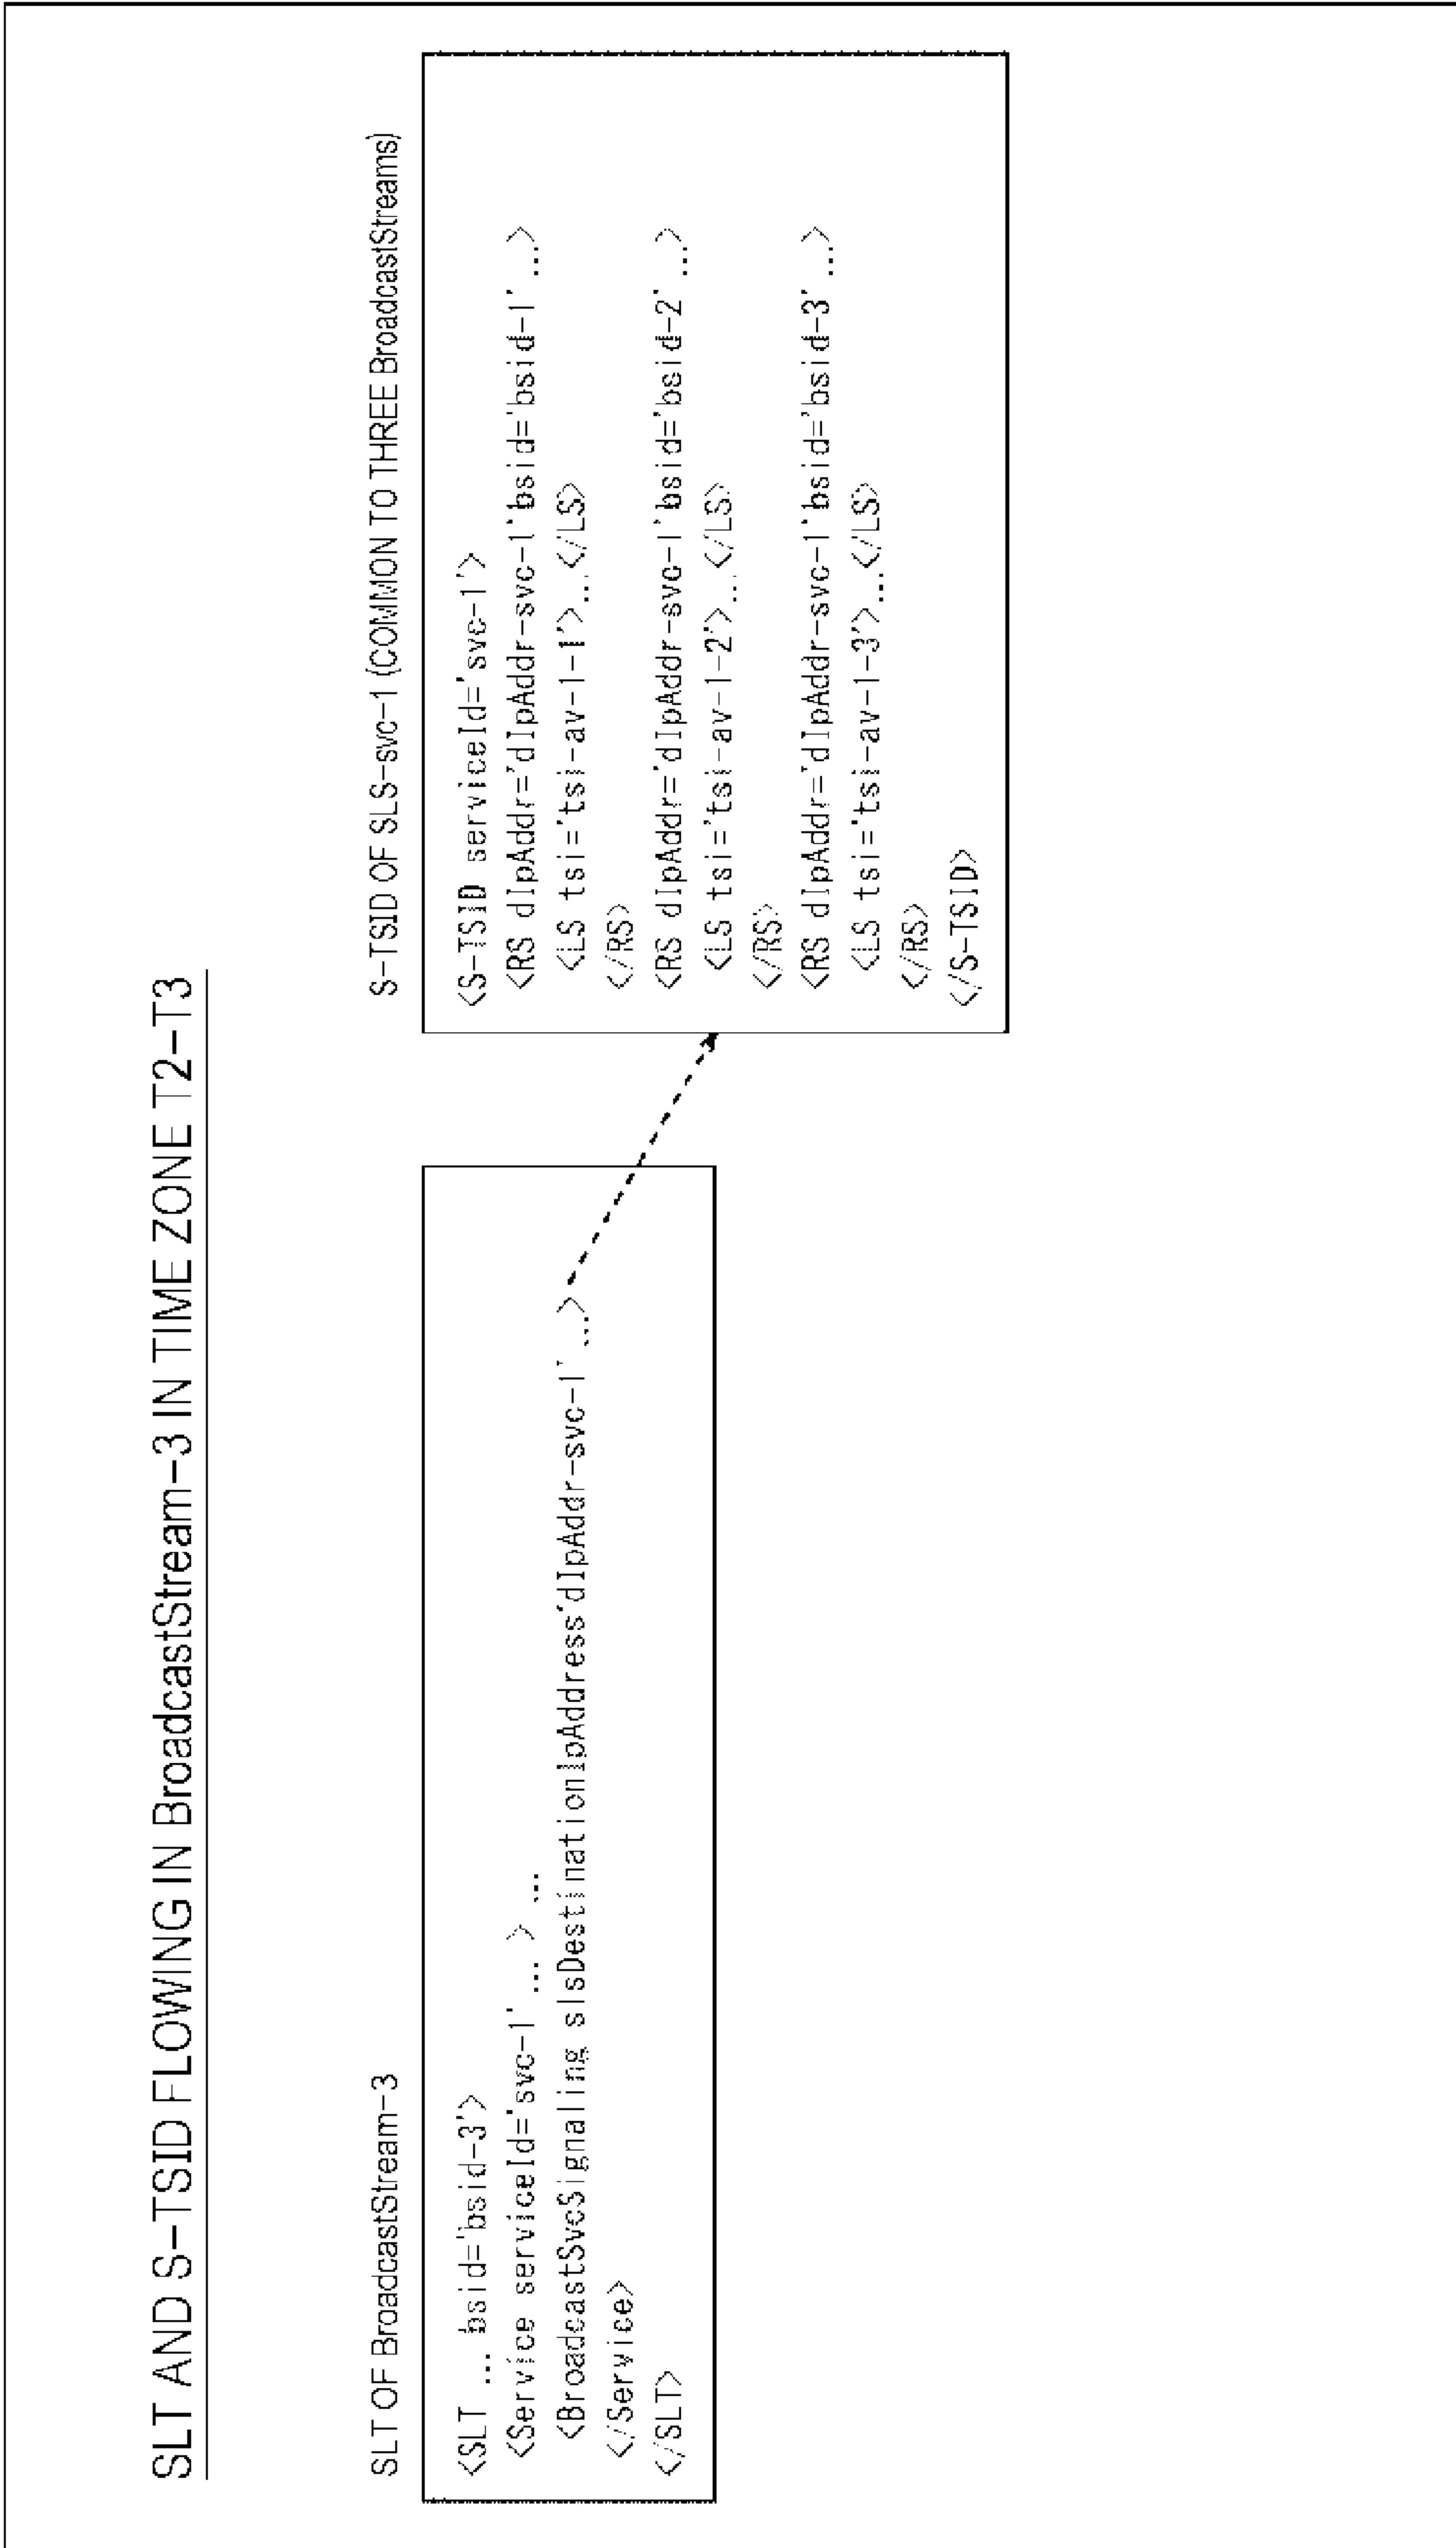 SLT AND S-TSID FLOWING IN BroadcastStream-3 IN TIME ZONE T2-T3
SLT OF BroadcastStream-3
<SLT ... bsid='bsid-3'>
<Service serviceId='svc-1' ... > ...
<BroadcastSvcSignaling slsDestinationIpAddress'dIpAddr-svc-1' ...>
</Service>
</SLT>
S-TSID OF SLS-svc-1 (COMMON TO THREE BroadcastStreams)
<S-TSID serviceId='svc-1'>
<RS dIpAddr='dIpAddr-svc-1'bsid='bsid-1' ...>
<LS tsi='tsi-av-1-1'>...</LS>
</RS>
<RS dIpAddr='dIpAddr-svc-1'bsid='bsid-2' ...>
<LS tsi='tsi-av-1-2'>...</LS>
</RS>
<RS dIpAddr='dIpAddr-svc-1'bsid='bsid-3' ...>
<LS tsi='tsi-av-1-3'>...</LS>
</RS>
</S-TSID>